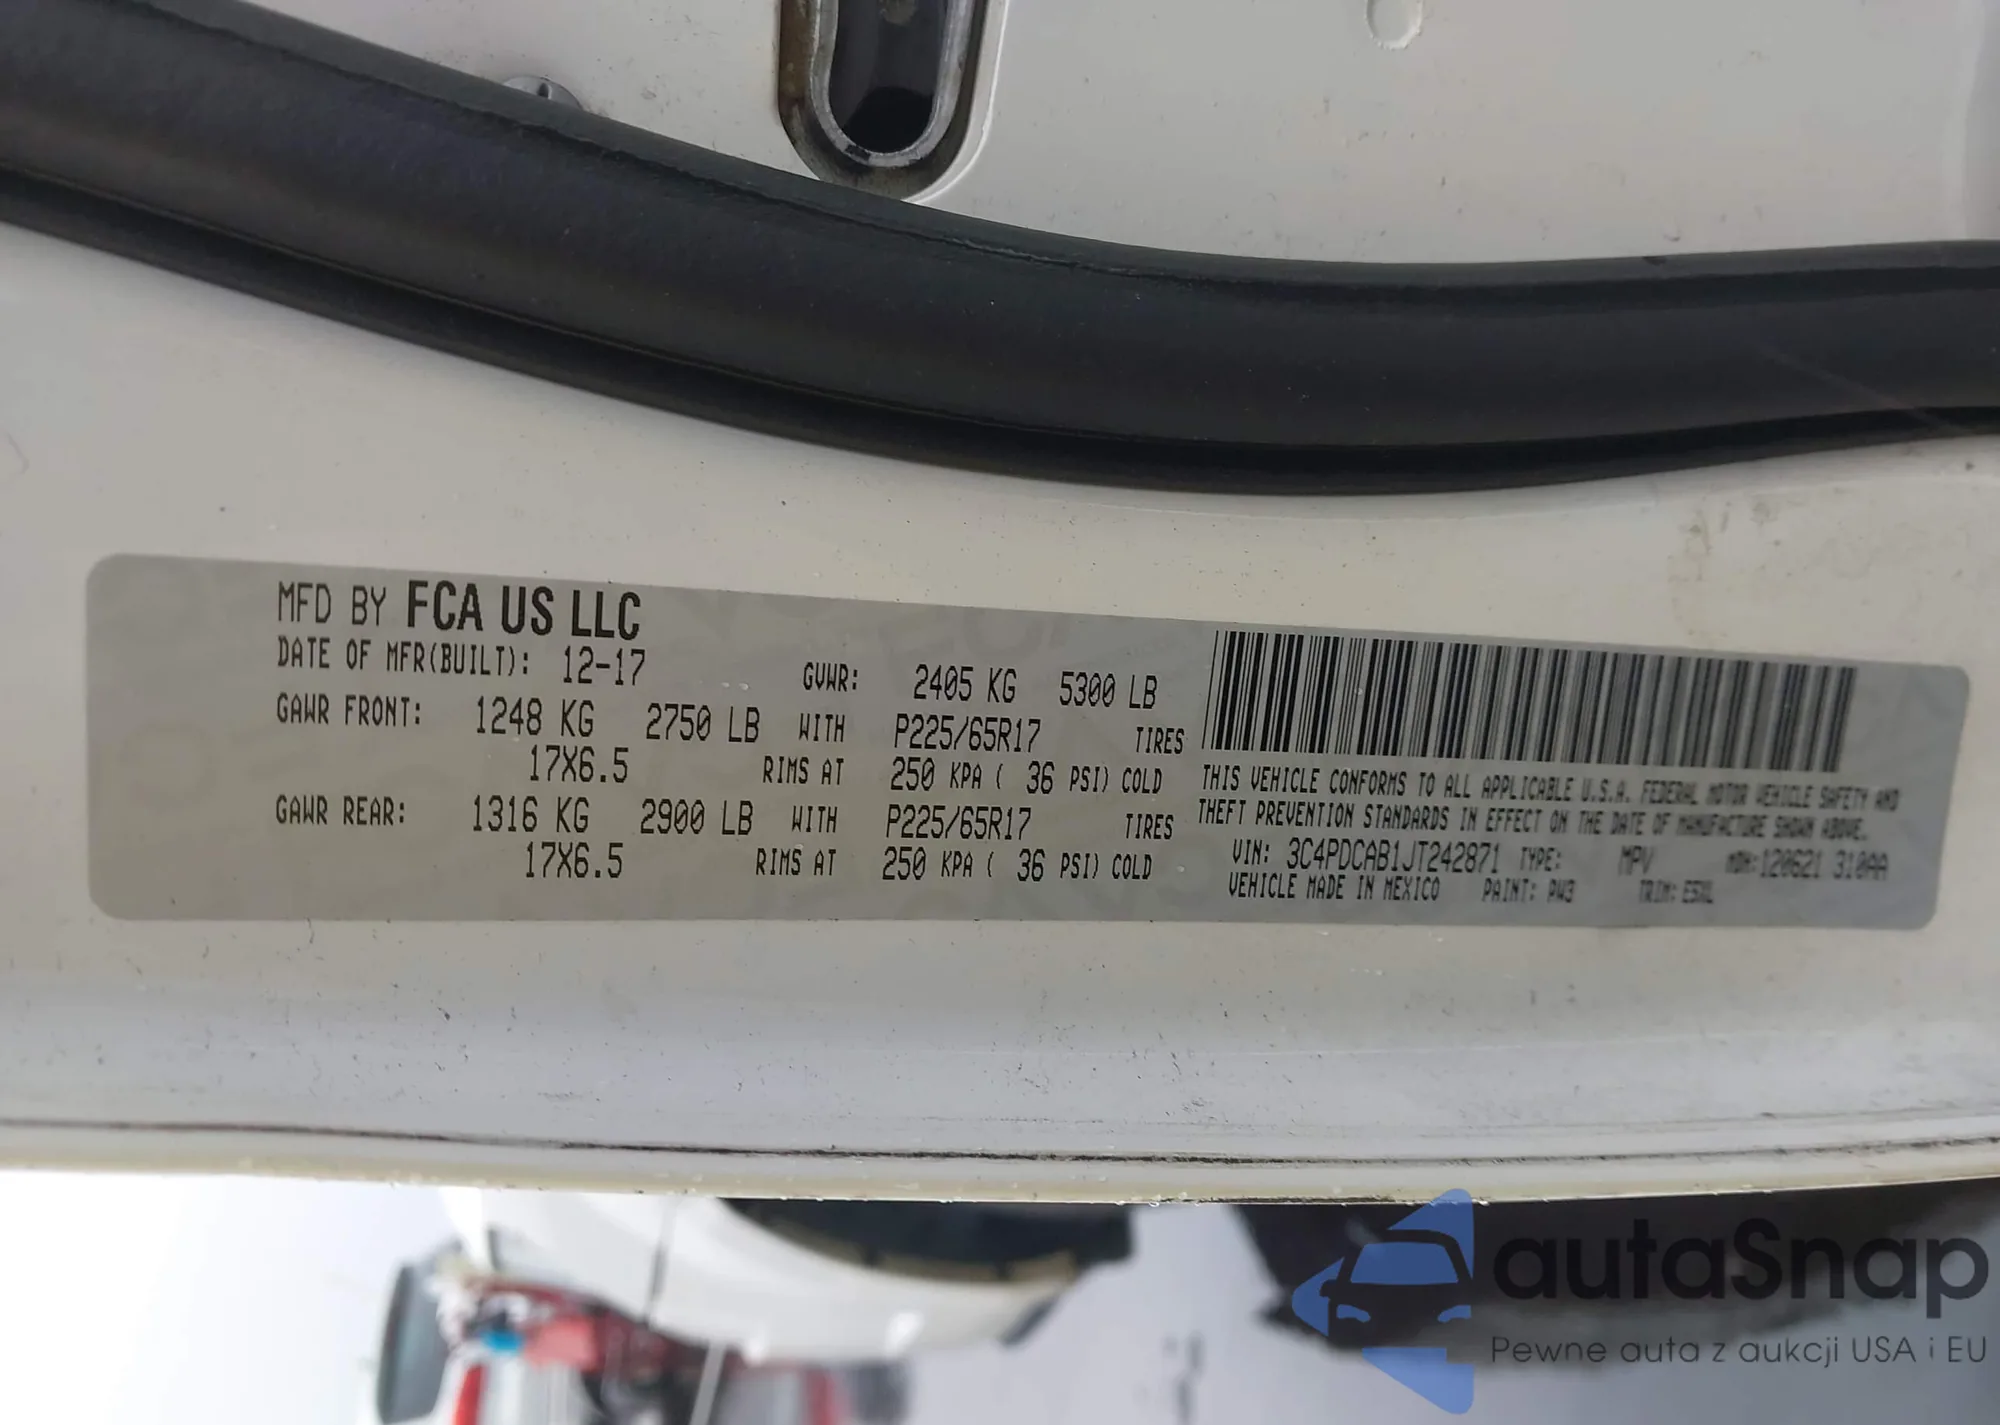 MFD BY FCA US LLC
DATE OF MFR(BUILT): 12-17 GVWR: 2405 KG 5300 LB
GAWR FRONT: 1248 KG 2750 LB WITH P225/65R17 TIRES
17X6.5 RIMS AT 250 KPA ( 36 PSI) COLD
GAWR REAR: 1316 KG 2900 LB WITH P225/65R17 TIRES
17X6.5 RIMS AT 250 KPA ( 36 PSI) COLD
THIS VEHICLE CONFORMS TO ALL APPLICABLE U.S.A. FEDERAL MOTOR VEHICLE SAFETY AND
THEFT PREVENTION STANDARDS IN EFFECT ON THE DATE OF MANUFACTURE SHOWN ABOVE.
VIN: 3C4PDCAB1JT242871 TYPE: MPV MDH:120621 310AA
VEHICLE MADE IN MEXICO PAINT: PW3 TRIM:
autaSnap
Pewne auta z aukcji USA i EU